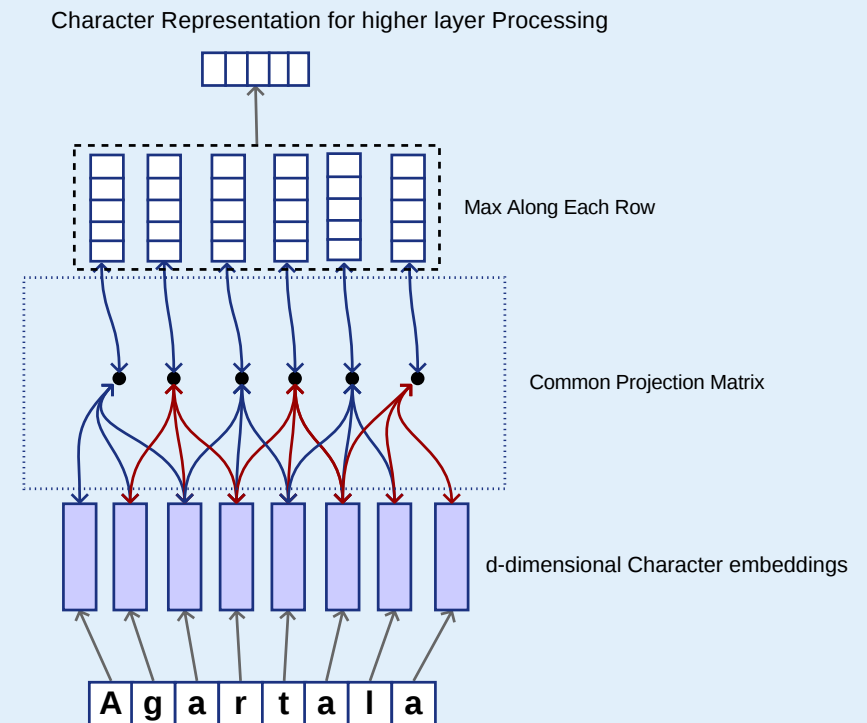 Character Representation for higher layer Processing
Max Along Each Row
Common Projection Matrix
d-dimensional Character embeddings
A g a r t a l a